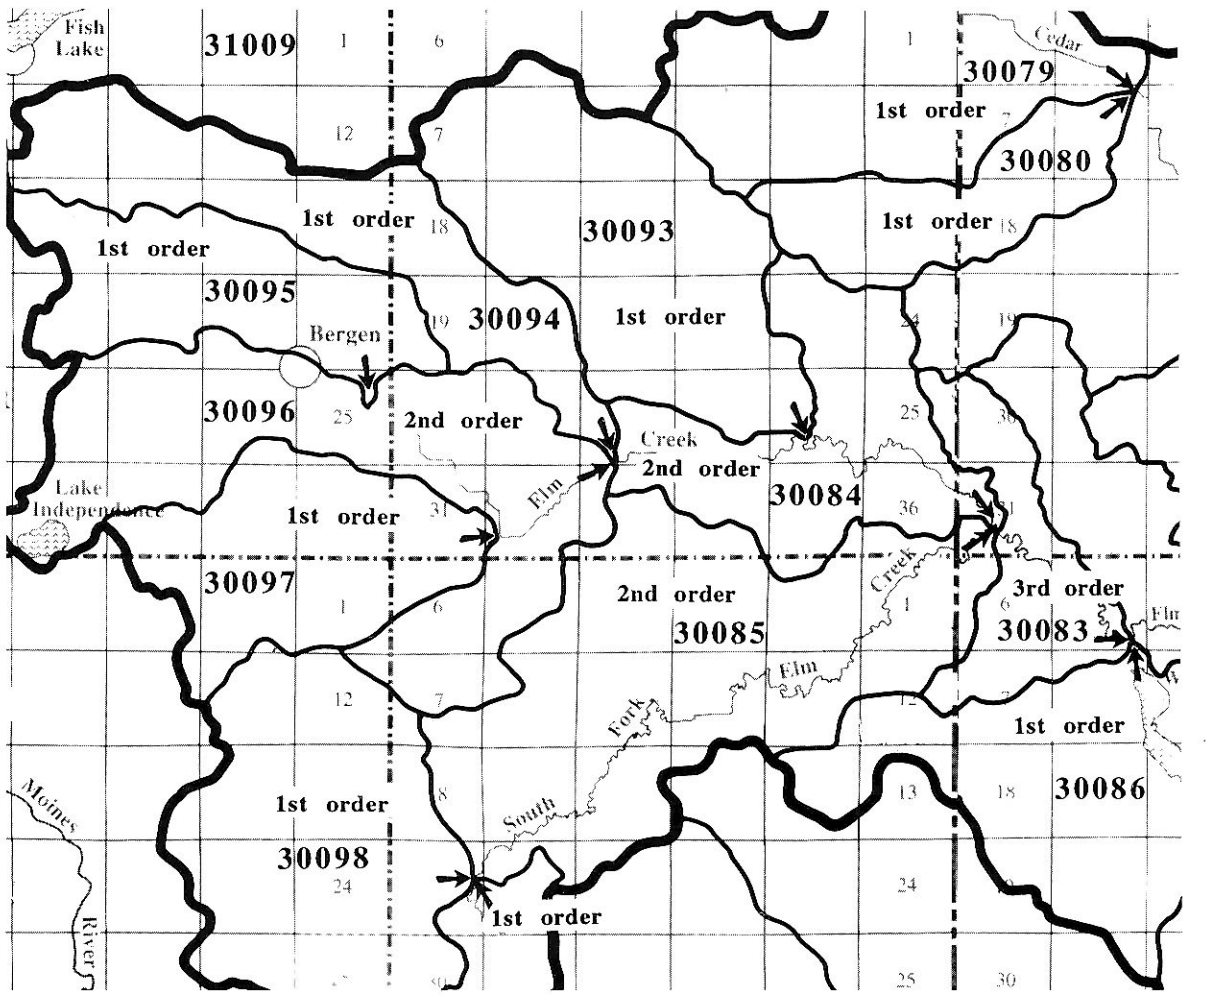 Fish
Lake
31009
1
6
1
Cedar
30079
1st order
12
7
7
30080
1st order
18
30093
1st order
18
1st order
30095
30094
1st order
19
24
19
Bergen
30096
25
2nd order
25
Creek
2nd order
30084
36
31
Lake
Independence
1st order
31
Elm
30097
1
6
2nd order
30085
Creek
1
6
3rd order
30083
Elm
12
7
Fork
Elm
12
7
1st order
30086
Moines
River
1st order
30098
South
13
18
24
1st order
24
25
30